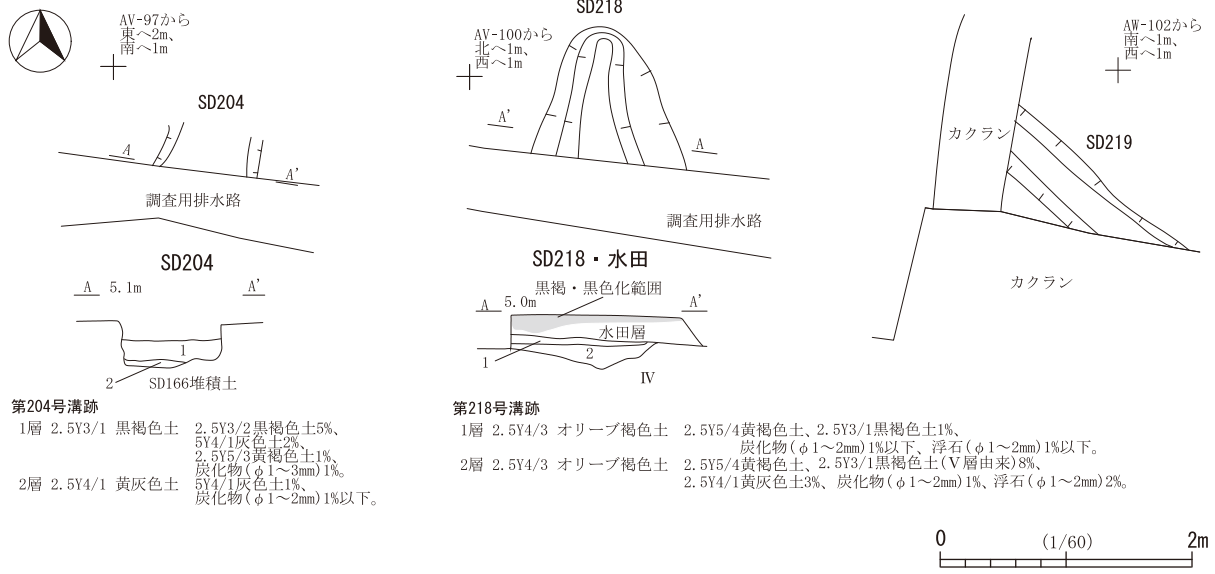 AV-97から
東へ2m、
南へ1m
SD204
A
A'
調査用排水路
SD218
AV-100から
北へ1m、
西へ1m
A'
A
調査用排水路
AW-102から
南へ1m、
西へ1m
カクラン
SD219
カクラン
SD204
A 5.1m A'
1
2
SD166堆積土
SD218・水田
黒褐・黒色化範囲
A 5.0m A'
水田層
1
2
Ⅳ
第204号溝跡
1層 2.5Y3/1 黒褐色土 2.5Y3/2黒褐色土5%、
5Y4/1灰色土2%、
2.5Y5/3黄褐色土1%、
炭化物(φ1～3mm)1%。
2層 2.5Y4/1 黄灰色土 5Y4/1灰色土1%、
炭化物(φ1～2mm)1%以下。
第218号溝跡
1層 2.5Y4/3 オリーブ褐色土 2.5Y5/4黄褐色土、2.5Y3/1黒褐色土1%、
炭化物(φ1～2mm)1%以下、浮石(φ1～2mm)1%以下。
2層 2.5Y4/3 オリーブ褐色土 2.5Y5/4黄褐色土、2.5Y3/1黒褐色土(Ⅴ層由来)8%、
2.5Y4/1黄灰色土3%、炭化物(φ1～2mm)1%、浮石(φ1～2mm)2%。
0 (1/60) 2m